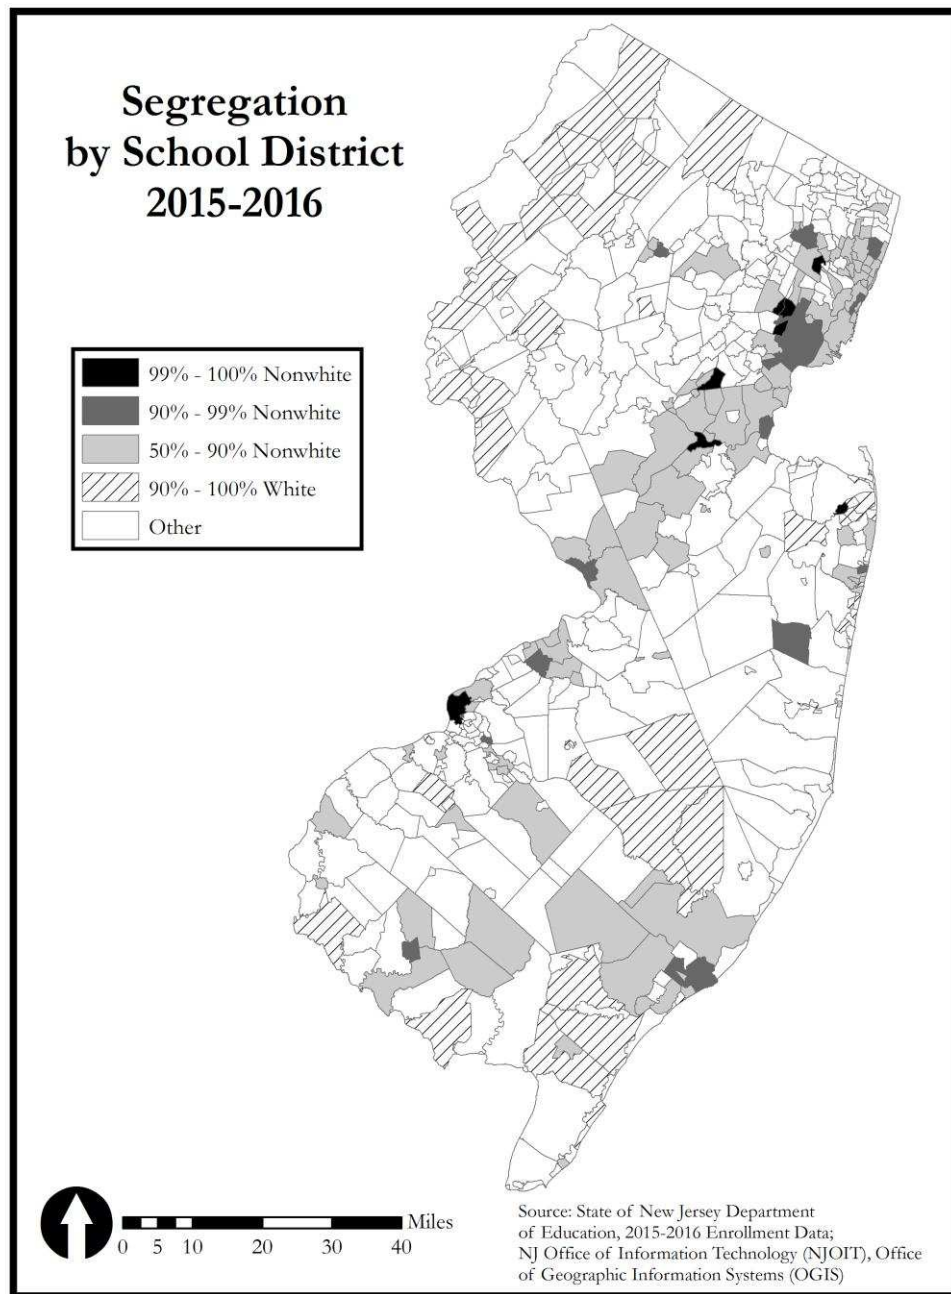 Segregation
by School District
2015-2016
99% - 100% Nonwhite
90% - 99% Nonwhite
50% - 90% Nonwhite
90% - 100% White
Other
Miles
0 5 10 20 30 40
Source: State of New Jersey Department
of Education, 2015-2016 Enrollment Data;
NJ Office of Information Technology (NJOIT), Office
of Geographic Information Systems (OGIS)